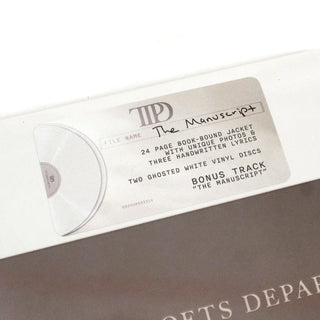 TTPD
FILE NAME The Manuscript
24 PAGE BOOK-BOUND JACKET
WITH UNIQUE PHOTOS &
THREE HANDWRITTEN LYRICS
TWO GHOSTED WHITE VINYL DISCS
BONUS TRACK
"THE MANUSCRIPT"
OETS DEPAR